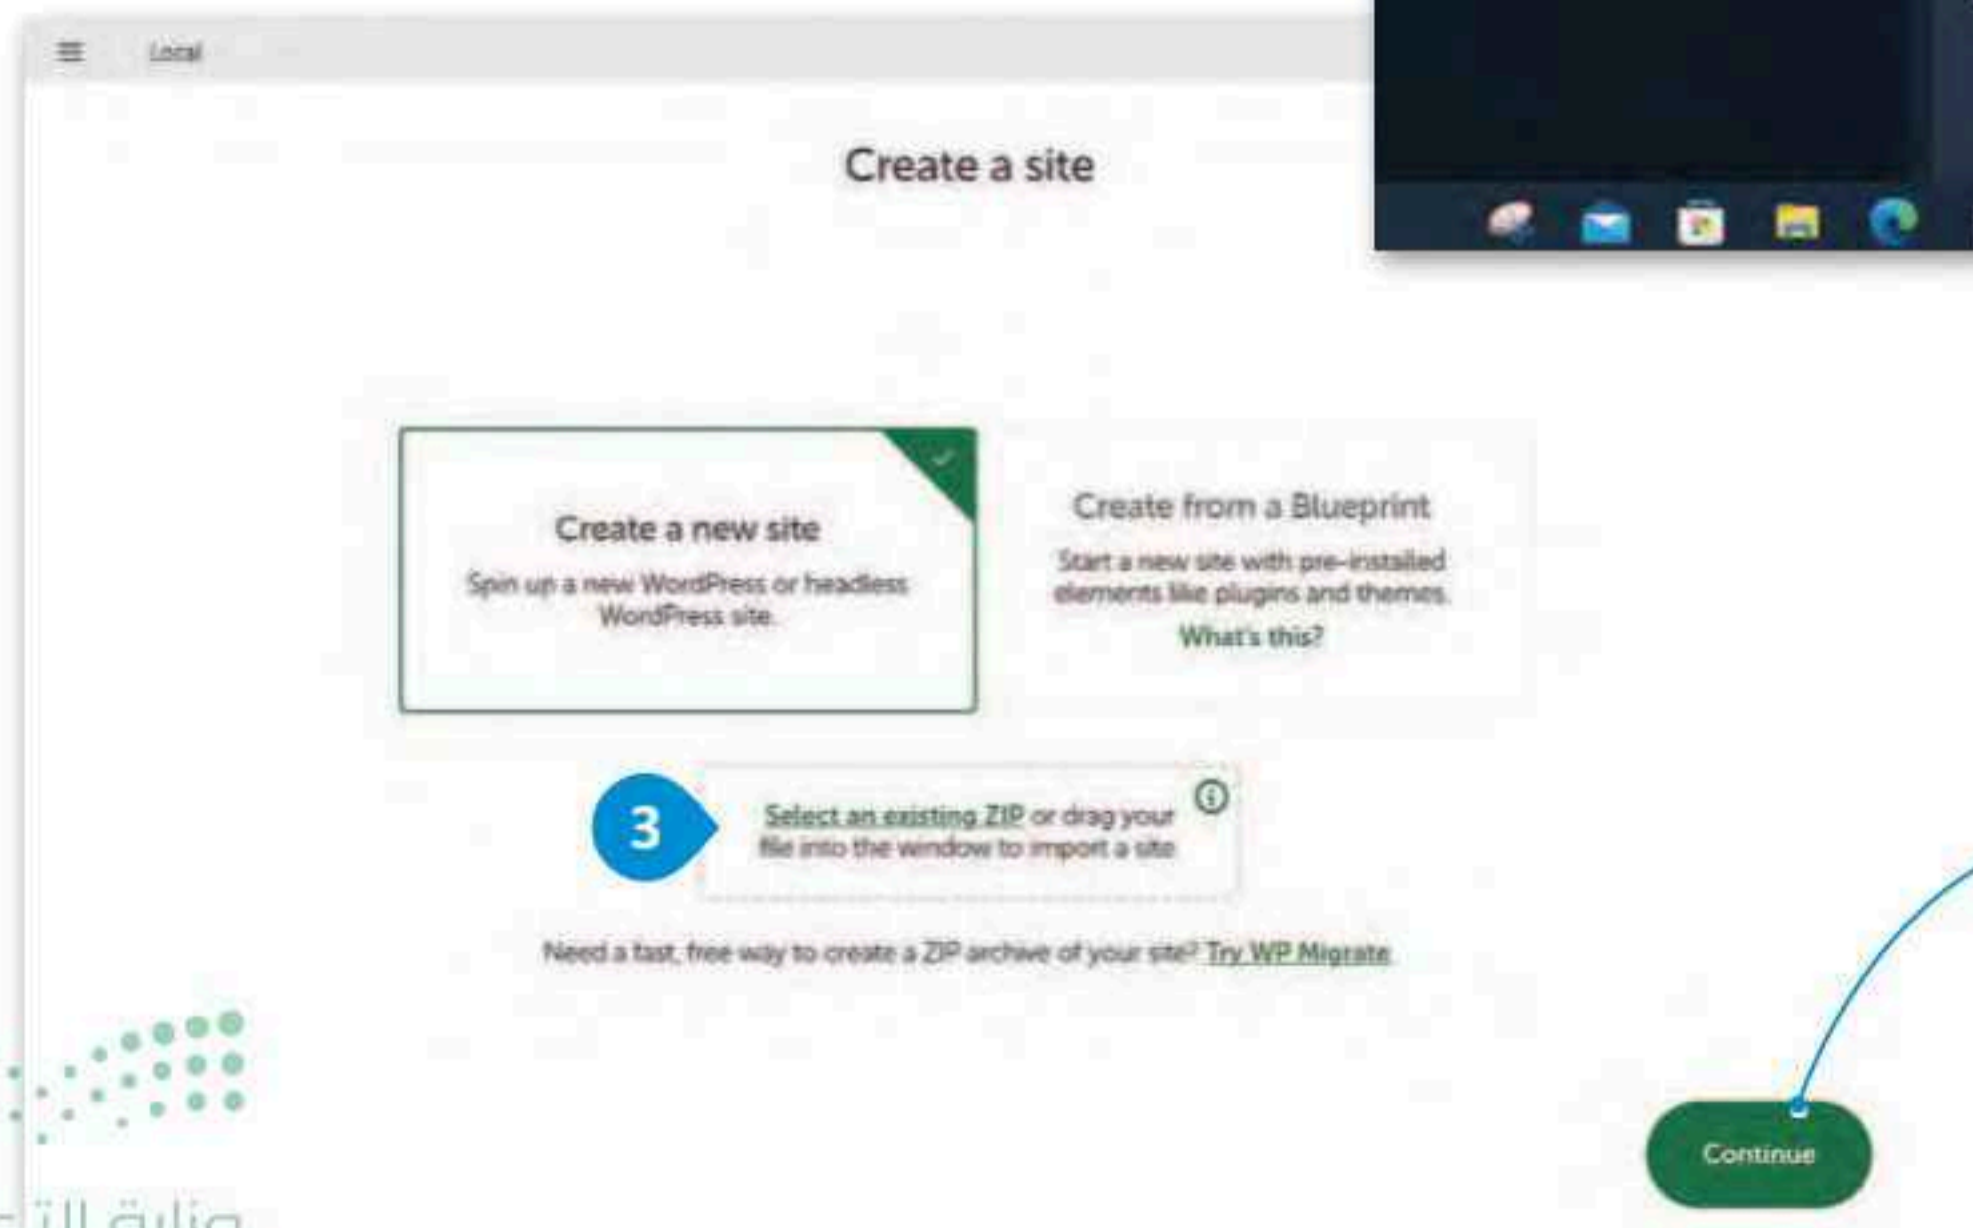 Local
Create a site
Create a new site
Spin up a new WordPress or headless
WordPress site.
Create from a Blueprint
Start a new site with pre-installed
elements like plugins and themes.
What's this?
3
Select an existing ZIP or drag your
file into the window to import a site
Need a fast, free way to create a ZIP archive of your site? Try WP Migrate
Continue
وزارة